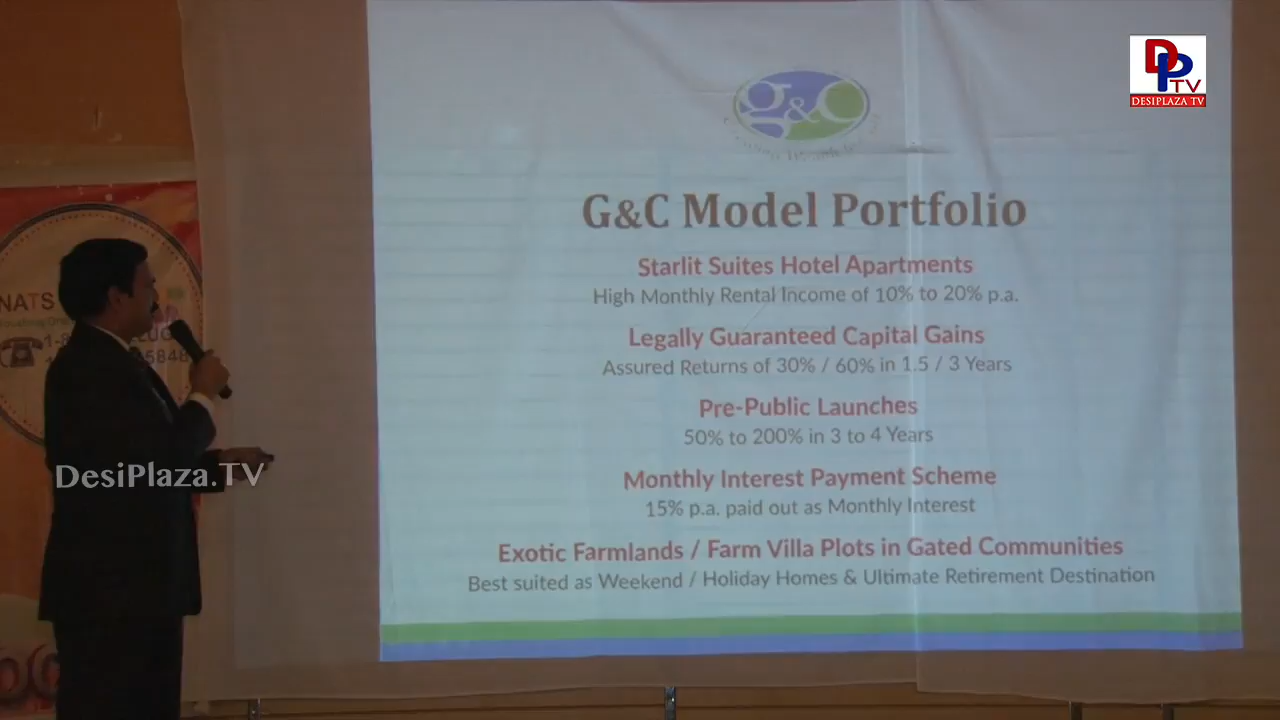 DPTV
DESIPLAZA TV
g&c
G&C Model Portfolio
Starlit Suites Hotel Apartments
High Monthly Rental Income of 10% to 20% p.a.
Legally Guaranteed Capital Gains
Assured Returns of 30% / 60% in 1.5 / 3 Years
Pre-Public Launches
50% to 200% in 3 to 4 Years
Monthly Interest Payment Scheme
15% p.a. paid out as Monthly Interest
Exotic Farmlands / Farm Villa Plots in Gated Communities
Best suited as Weekend / Holiday Homes & Ultimate Retirement Destination
NATS
5848
DesiPlaza.TV